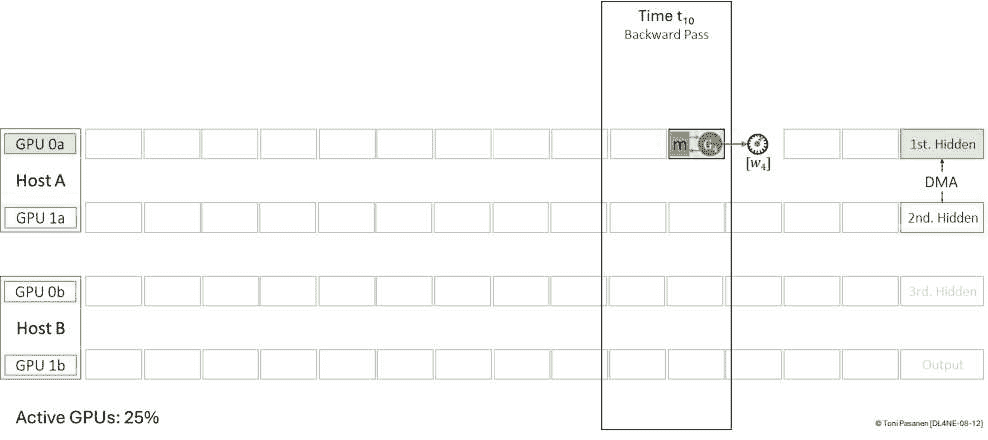 Time t₁₀
Backward Pass
GPU 0a
m
G
1st. Hidden
[w₄]
Host A
DMA
GPU 1a
2nd. Hidden
GPU 0b
3rd. Hidden
Host B
GPU 1b
Output
Active GPUs: 25%
© Toni Pasanen [DL4NE-08-12]